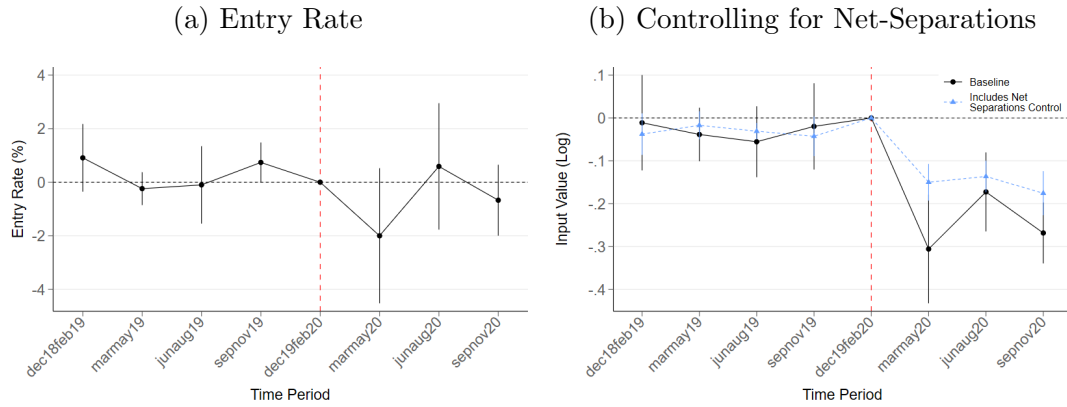 (a) Entry Rate
4
2
0
-2
-4
Entry Rate (%)
dec18feb19
marmay19
junaug19
sepnov19
dec19feb20
marmay20
junaug20
sepnov20
Time Period
(b) Controlling for Net-Separations
.1
0
-.1
-.2
-.3
-.4
Input Value (Log)
Baseline
Includes Net
Separations Control
dec18feb19
marmay19
junaug19
sepnov19
dec19feb20
marmay20
junaug20
sepnov20
Time Period